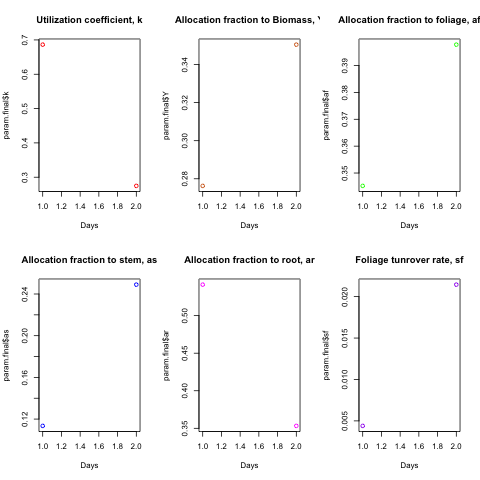 Utilization coefficient, k
param.final$k
0.3 0.4 0.5 0.6 0.7
1.0 1.2 1.4 1.6 1.8 2.0
Days
Allocation fraction to Biomass,
param.final$Y
0.28 0.30 0.32 0.34
1.0 1.2 1.4 1.6 1.8 2.0
Days
Allocation fraction to foliage, af
param.final$af
0.35 0.36 0.37 0.38 0.39
1.0 1.2 1.4 1.6 1.8 2.0
Days
Allocation fraction to stem, as
param.final$as
0.12 0.16 0.20 0.24
1.0 1.2 1.4 1.6 1.8 2.0
Days
Allocation fraction to root, ar
param.final$ar
0.35 0.40 0.45 0.50
1.0 1.2 1.4 1.6 1.8 2.0
Days
Foliage tunrover rate, sf
param.final$sf
0.005 0.010 0.015 0.020
1.0 1.2 1.4 1.6 1.8 2.0
Days